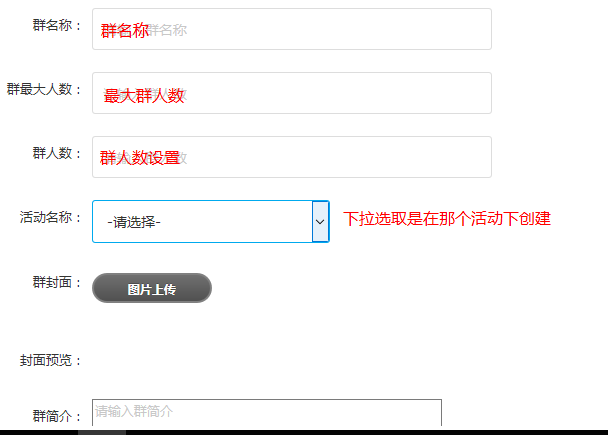 群名称：
群名称 群名称
群最大人数：
最大群人数
群人数：
群人数设置
活动名称：
-请选择-
下拉选取是在那个活动下创建
群封面：
图片上传
封面预览：
群简介：
请输入群简介